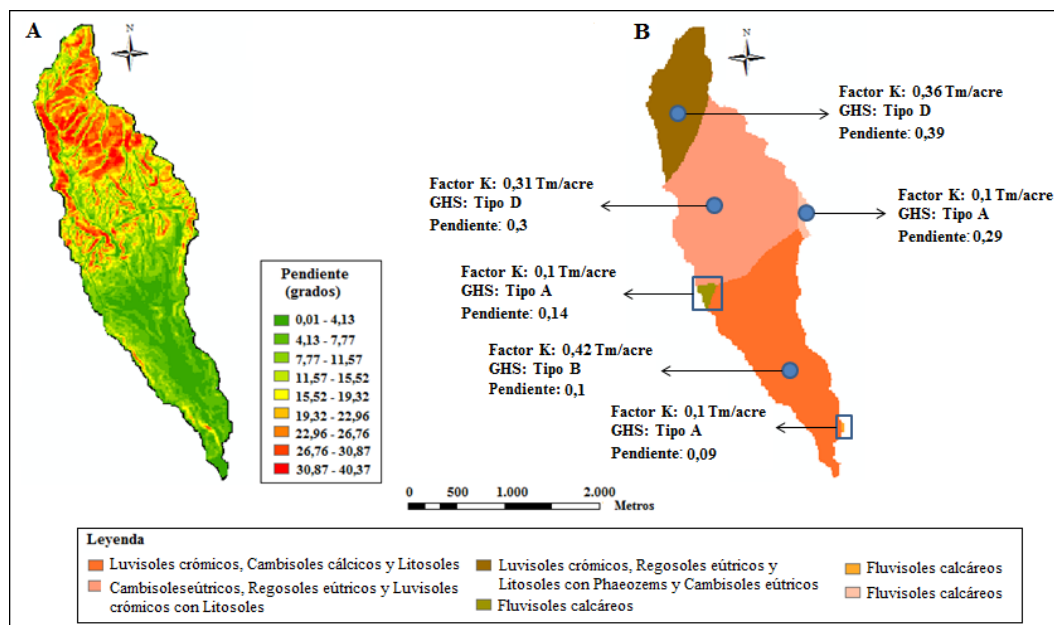 A
N
Pendiente
(grados)
0,01 - 4,13
4,13 - 7,77
7,77 - 11,57
11,57 - 15,52
15,52 - 19,32
19,32 - 22,96
22,96 - 26,76
26,76 - 30,87
30,87 - 40,37
B
N
Factor K: 0,36 Tm/acre
GHS: Tipo D
Pendiente: 0,39
Factor K: 0,31 Tm/acre
GHS: Tipo D
Pendiente: 0,3
Factor K: 0,1 Tm/acre
GHS: Tipo A
Pendiente: 0,29
Factor K: 0,1 Tm/acre
GHS: Tipo A
Pendiente: 0,14
Factor K: 0,42 Tm/acre
GHS: Tipo B
Pendiente: 0,1
Factor K: 0,1 Tm/acre
GHS: Tipo A
Pendiente: 0,09
0 500 1.000 2.000
Metros
Leyenda
Luvisoles crómicos, Cambisoles cálcicos y Litosoles
Cambisoleseútricos, Regosoles eútricos y Luvisoles
crómicos con Litosoles
Luvisoles crómicos, Regosoles eútricos y
Litosoles con Phaeozems y Cambisoles eútricos
Fluvisoles calcáreos
Fluvisoles calcáreos
Fluvisoles calcáreos